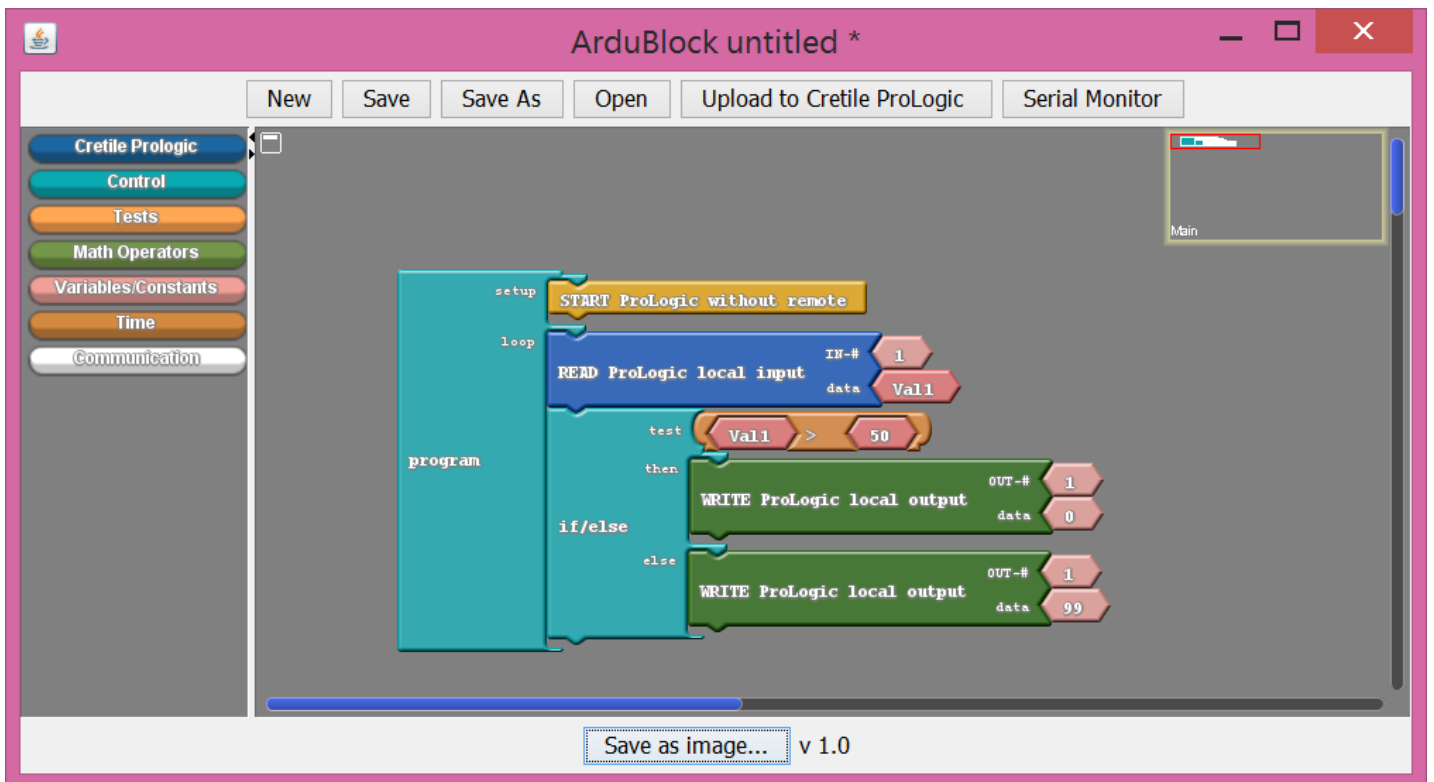 ArduBlock untitled *
New Save Save As Open Upload to Cretile ProLogic Serial Monitor
Cretile Prologic
Control
Tests
Math Operators
Variables/Constants
Time
Communication
Main
program
setup
START ProLogic without remote
loop
READ ProLogic local input
IN-# 1
data Val1
if/else
test Val1 > 50
then
WRITE ProLogic local output
OUT-# 1
data 0
else
WRITE ProLogic local output
OUT-# 1
data 99
Save as image... v 1.0